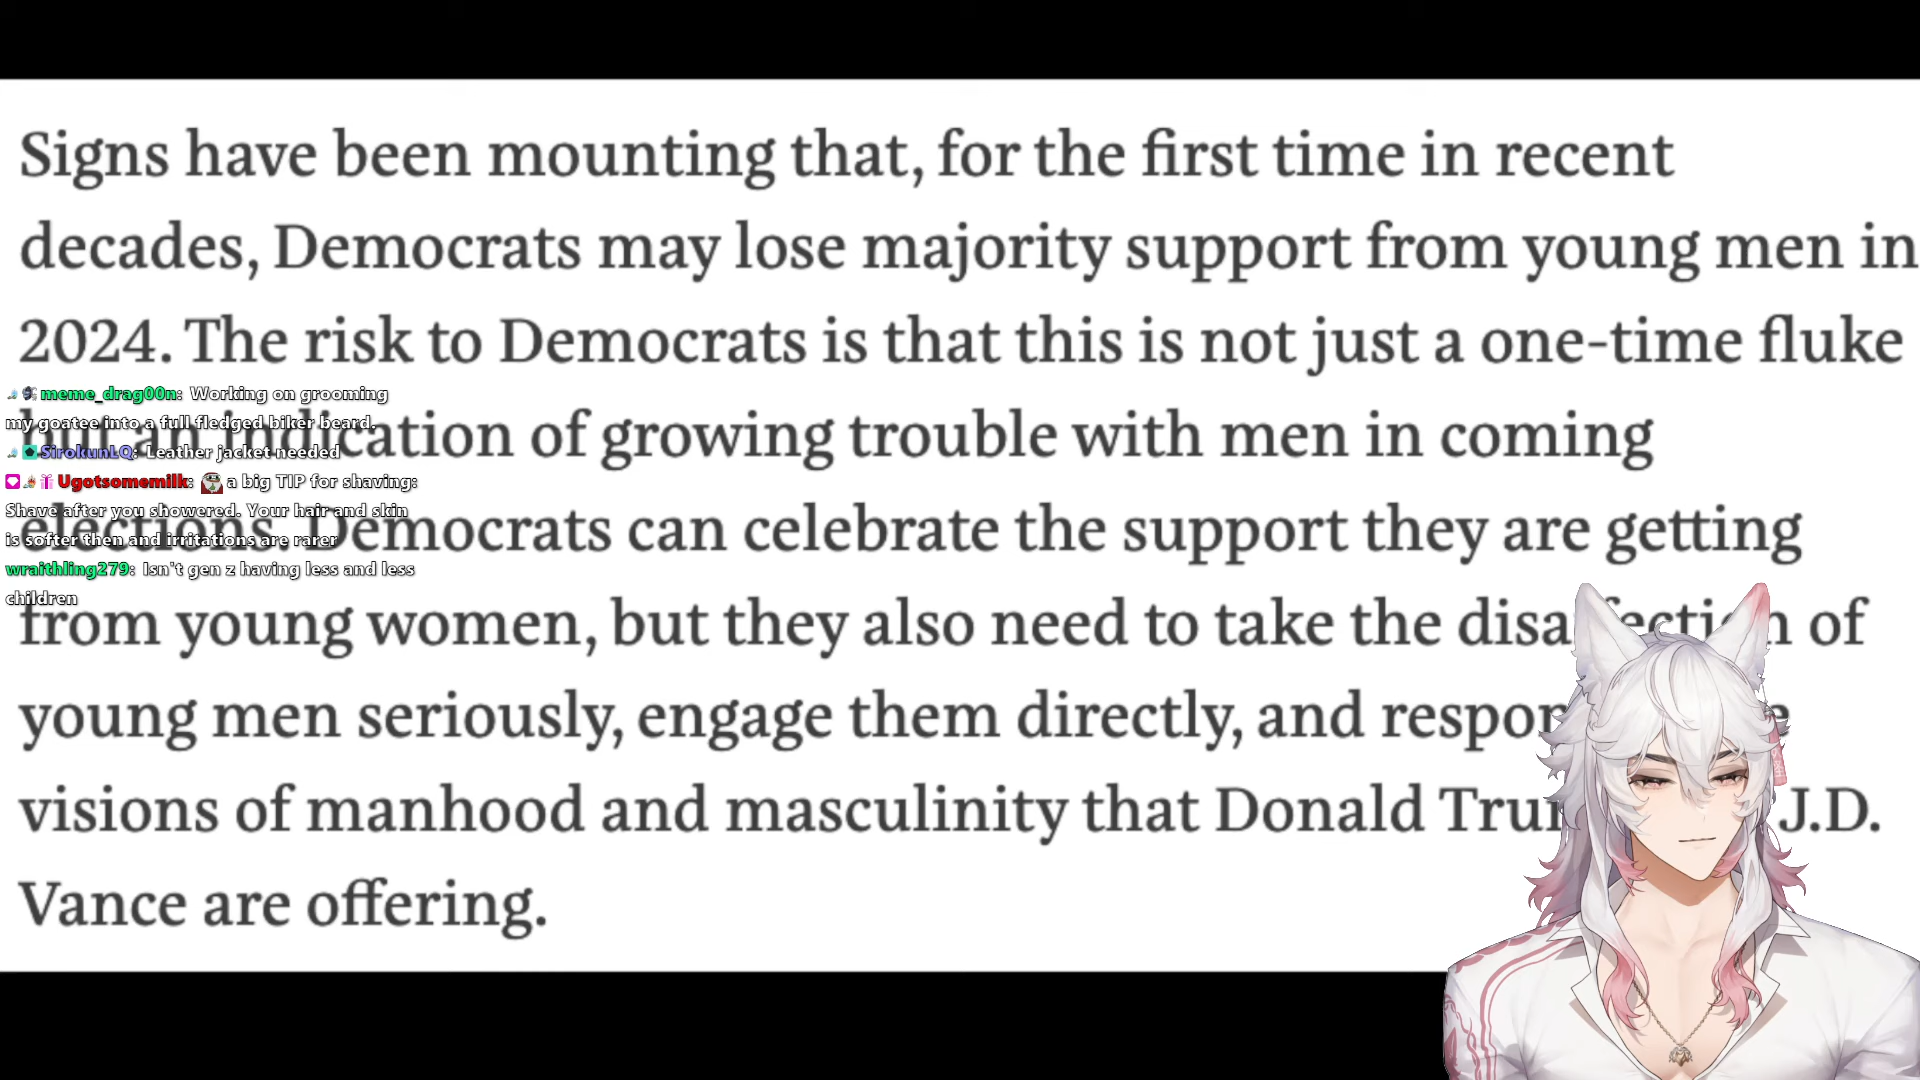 Signs have been mounting that, for the first time in recent
decades, Democrats may lose majority support from young men in
2024. The risk to Democrats is that this is not just a one-time fluke
meme_drag00n: Working on grooming
my goatee into a full fledged biker beard.
but an indication of growing trouble with men in coming
SirokunLQ: Leather jacket needed
Ugotsomemilk: a big TIP for shaving:
Shave after you showered. Your hair and skin
elections. Democrats can celebrate the support they are getting
is softer then and irritations are rarer
wraithling279: Isn't gen z having less and less
children
from young women, but they also need to take the of
young men seriously, engage them directly, and
visions of manhood and masculinity that Donald J.D.
Vance are offering.